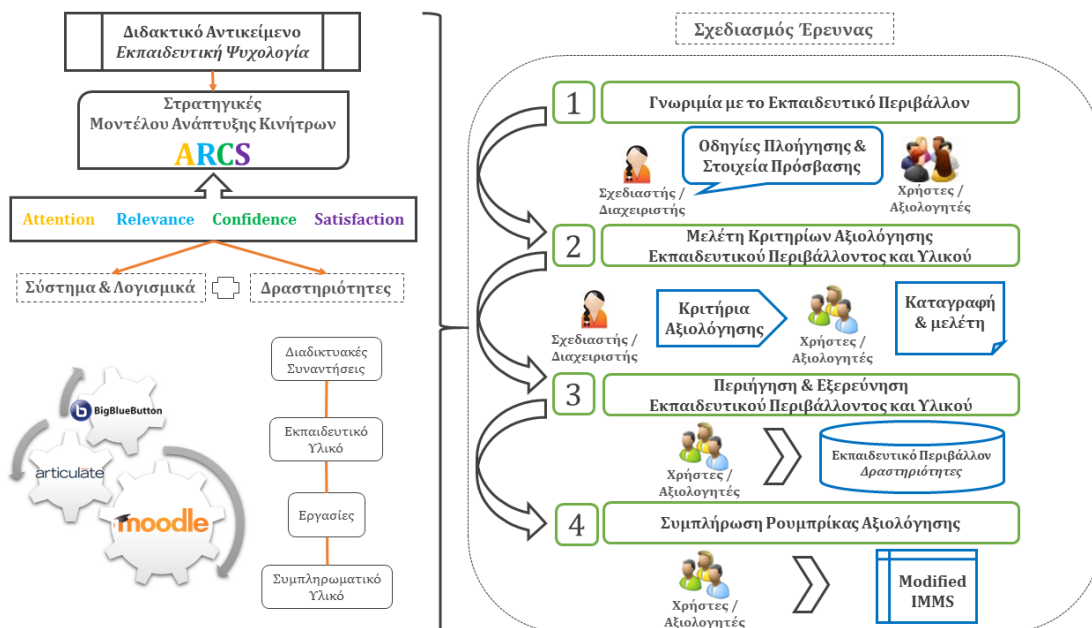 Διδακτικό Αντικείμενο
Εκπαιδευτική Ψυχολογία
Στρατηγικές
Μοντέλου Ανάπτυξης Κινήτρων
ARCS
Attention Relevance Confidence Satisfaction
Σύστημα & Λογισμικά
Δραστηριότητες
BigBlueButton
articulate
moodle
Διαδικτυακές
Συναντήσεις
Εκπαιδευτικό
Υλικό
Εργασίες
Συμπληρωματικό
Υλικό
Σχεδιασμός Έρευνας
1
Γνωριμία με το Εκπαιδευτικό Περιβάλλον
Σχεδιαστής /
Διαχειριστής
Οδηγίες Πλοήγησης &
Στοιχεία Πρόσβασης
Χρήστες /
Αξιολογητές
2
Μελέτη Κριτηρίων Αξιολόγησης
Εκπαιδευτικού Περιβάλλοντος και Υλικού
Σχεδιαστής /
Διαχειριστής
Κριτήρια
Αξιολόγησης
Χρήστες /
Αξιολογητές
Καταγραφή
& μελέτη
3
Περιήγηση & Εξερεύνηση
Εκπαιδευτικού Περιβάλλοντος και Υλικού
Χρήστες /
Αξιολογητές
Εκπαιδευτικό Περιβάλλον
Δραστηριότητες
4
Συμπλήρωση Ρουμπρίκας Αξιολόγησης
Χρήστες /
Αξιολογητές
Modified
IMMS